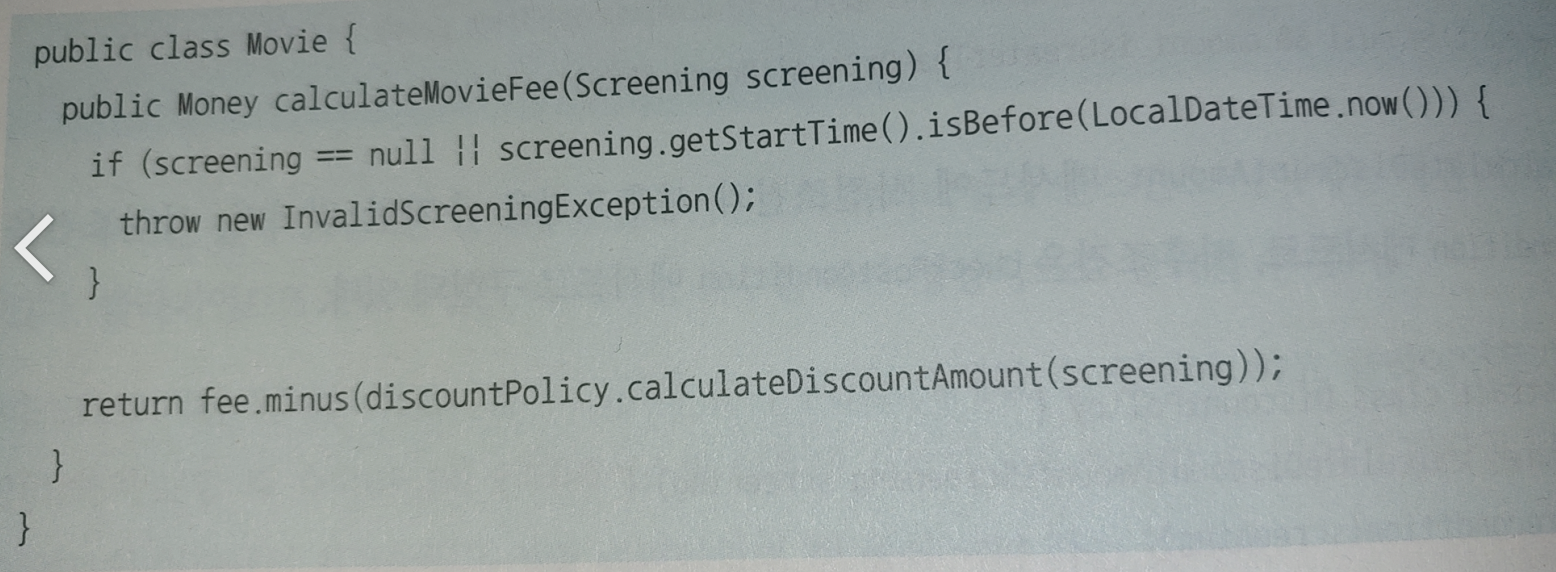 public class Movie {
public Money calculateMovieFee(Screening screening) {
if (screening == null || screening.getStartTime().isBefore(LocalDateTime.now())) {
throw new InvalidScreeningException();
}
return fee.minus(discountPolicy.calculateDiscountAmount(screening));
}
}